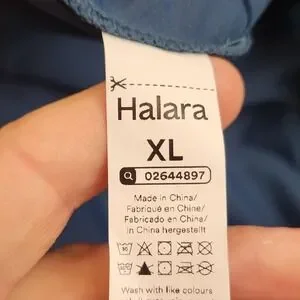 Halara
XL
02644897
Made in China/
Fabriqué en Chine/
Fabricado en China/
In China hergestellt
Wash with like colours